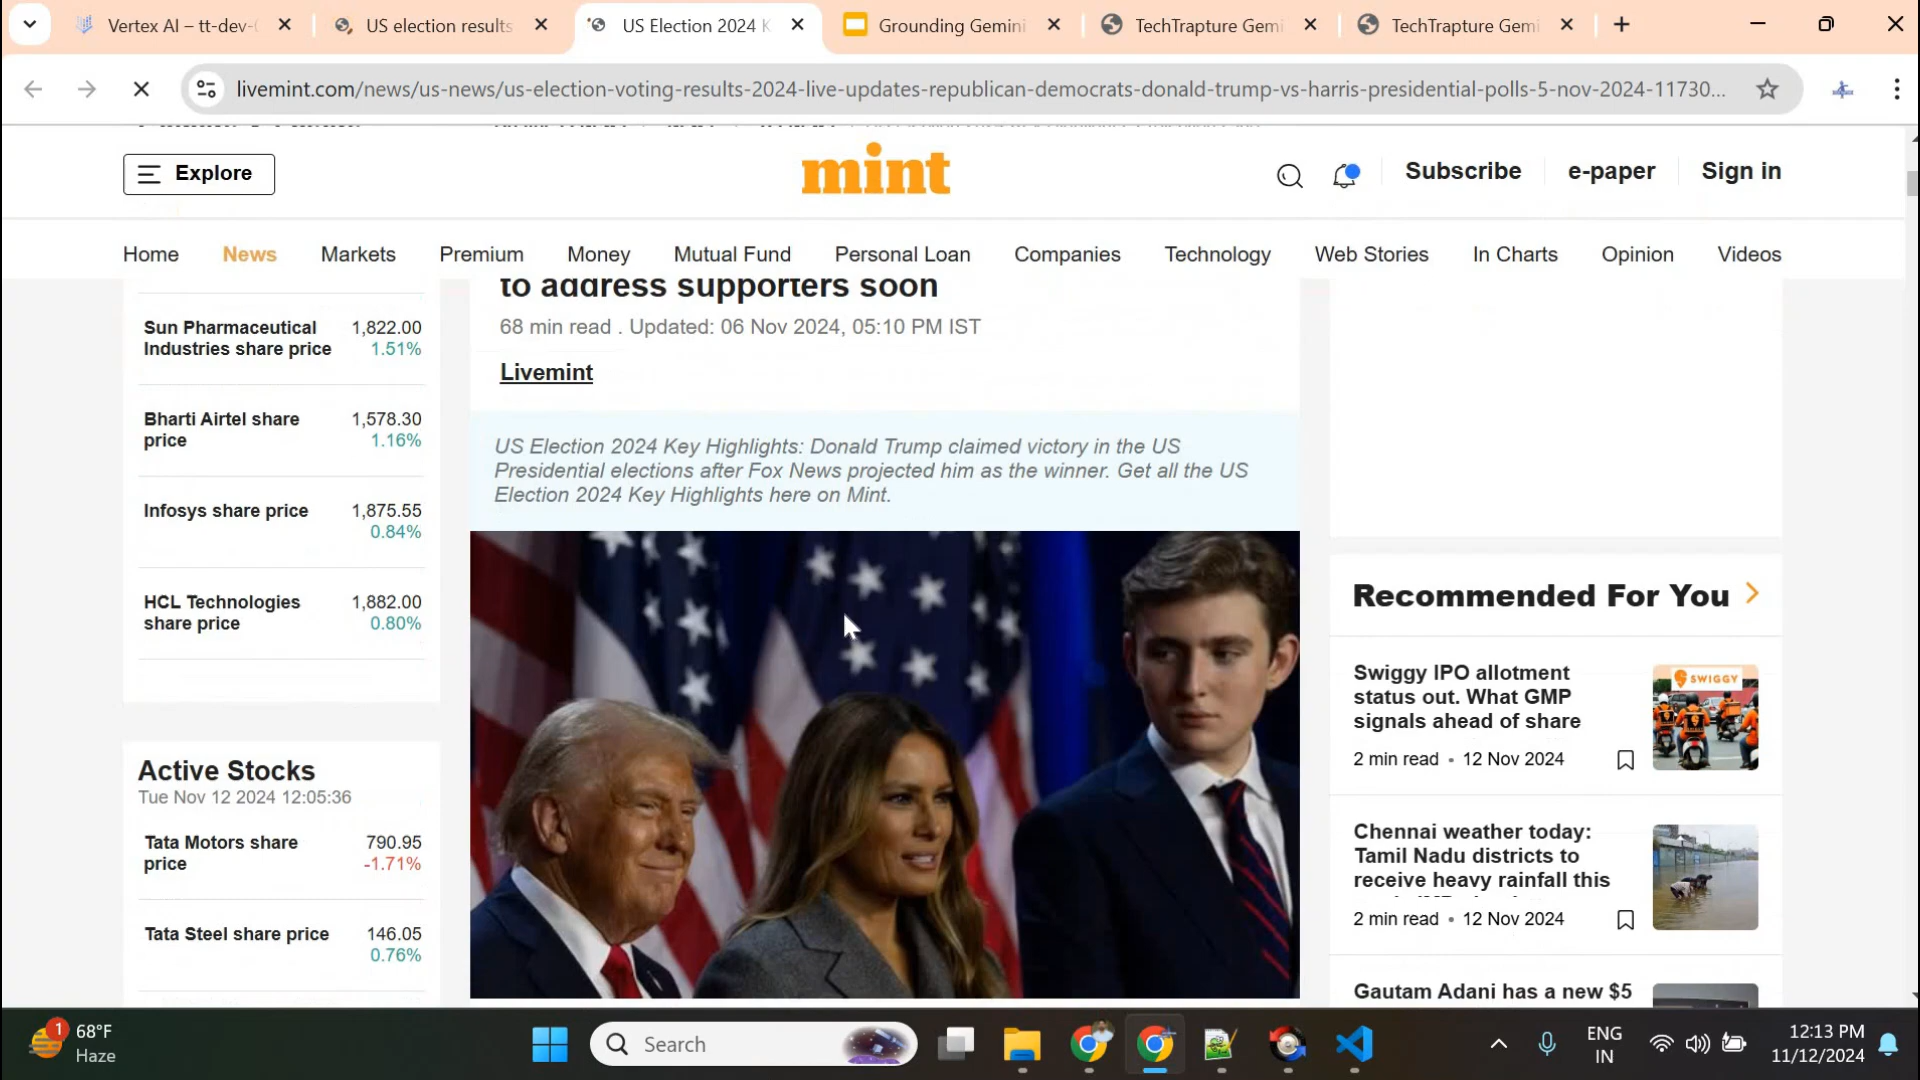 Vertex AI – tt-dev-
US election results
US Election 2024 K
Grounding Gemini
TechTrapture Gemi
TechTrapture Gemi
livemint.com/news/us-news/us-election-voting-results-2024-live-updates-republican-democrats-donald-trump-vs-harris-presidential-polls-5-nov-2024-11730...
Explore
mint
Subscribe
e-paper
Sign in
Home
News
Markets
Premium
Money
Mutual Fund
Personal Loan
Companies
Technology
Web Stories
In Charts
Opinion
Videos
Sun Pharmaceutical
Industries share price
1,822.00
1.51%
Bharti Airtel share
price
1,578.30
1.16%
Infosys share price
1,875.55
0.84%
HCL Technologies
share price
1,882.00
0.80%
Active Stocks
Tue Nov 12 2024 12:05:36
Tata Motors share
price
790.95
-1.71%
Tata Steel share price
146.05
0.76%
to address supporters soon
68 min read . Updated: 06 Nov 2024, 05:10 PM IST
Livemint
US Election 2024 Key Highlights: Donald Trump claimed victory in the US
Presidential elections after Fox News projected him as the winner. Get all the US
Election 2024 Key Highlights here on Mint.
Recommended For You
Swiggy IPO allotment
status out. What GMP
signals ahead of share
2 min read • 12 Nov 2024
SWIGGY
Chennai weather today:
Tamil Nadu districts to
receive heavy rainfall this
2 min read • 12 Nov 2024
Gautam Adani has a new $5
1
68°F
Haze
Search
ENG
IN
12:13 PM
11/12/2024